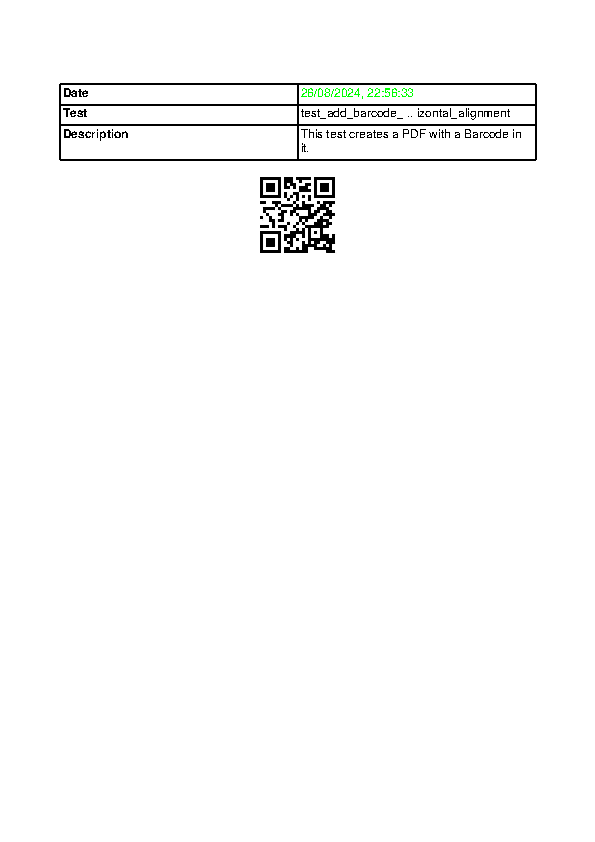 Date 28/08/2024, 22:58:33
Test test_add_barcode_ .. izontal_alignment
Description This test creates a PDF with a Barcode in
it.